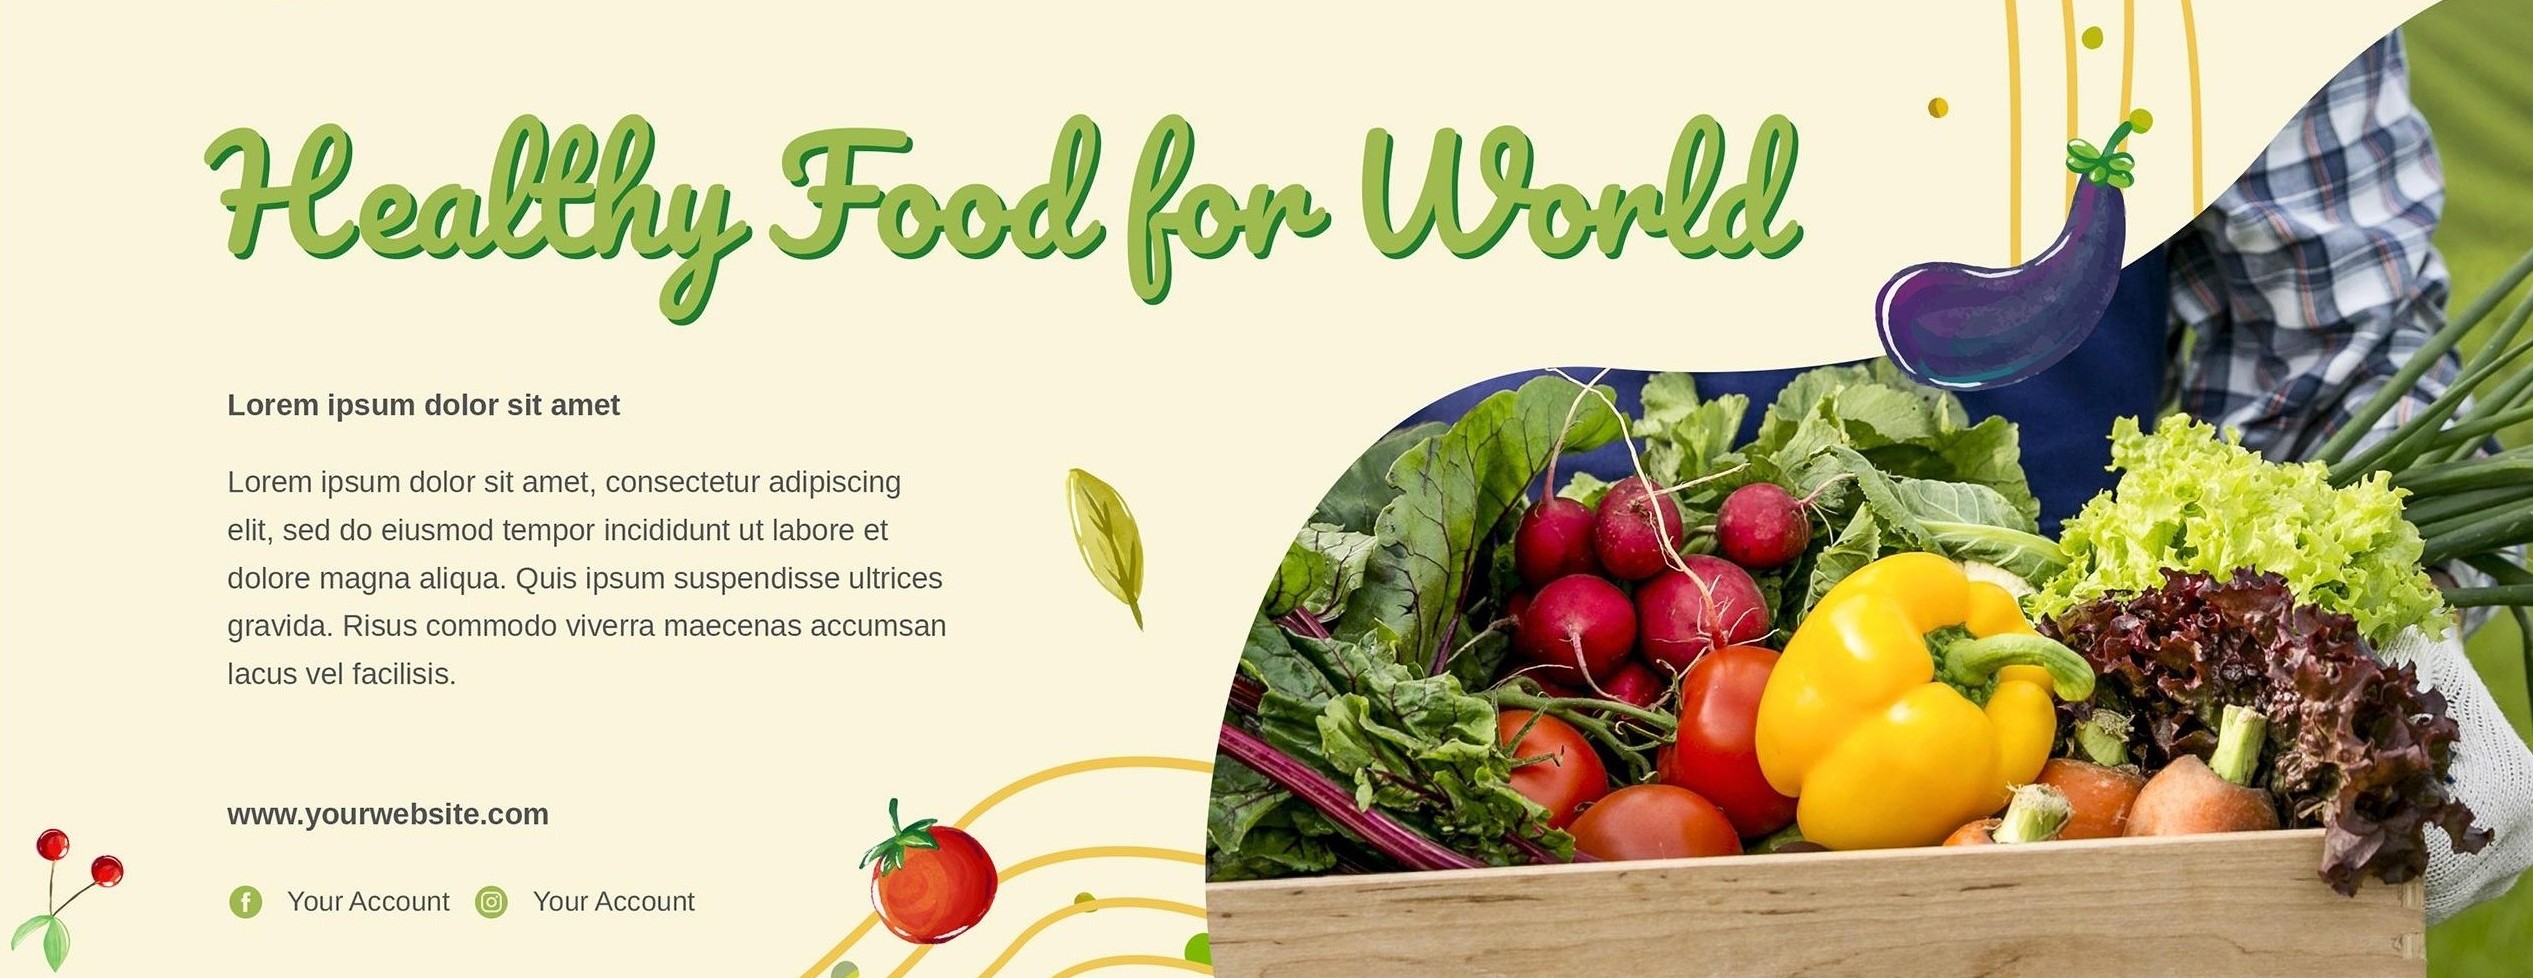 Healthy Food for World
Lorem ipsum dolor sit amet
Lorem ipsum dolor sit amet, consectetur adipiscing
elit, sed do eiusmod tempor incididunt ut labore et
dolore magna aliqua. Quis ipsum suspendisse ultrices
gravida. Risus commodo viverra maecenas accumsan
lacus vel facilisis.
www.yourwebsite.com
Your Account Your Account